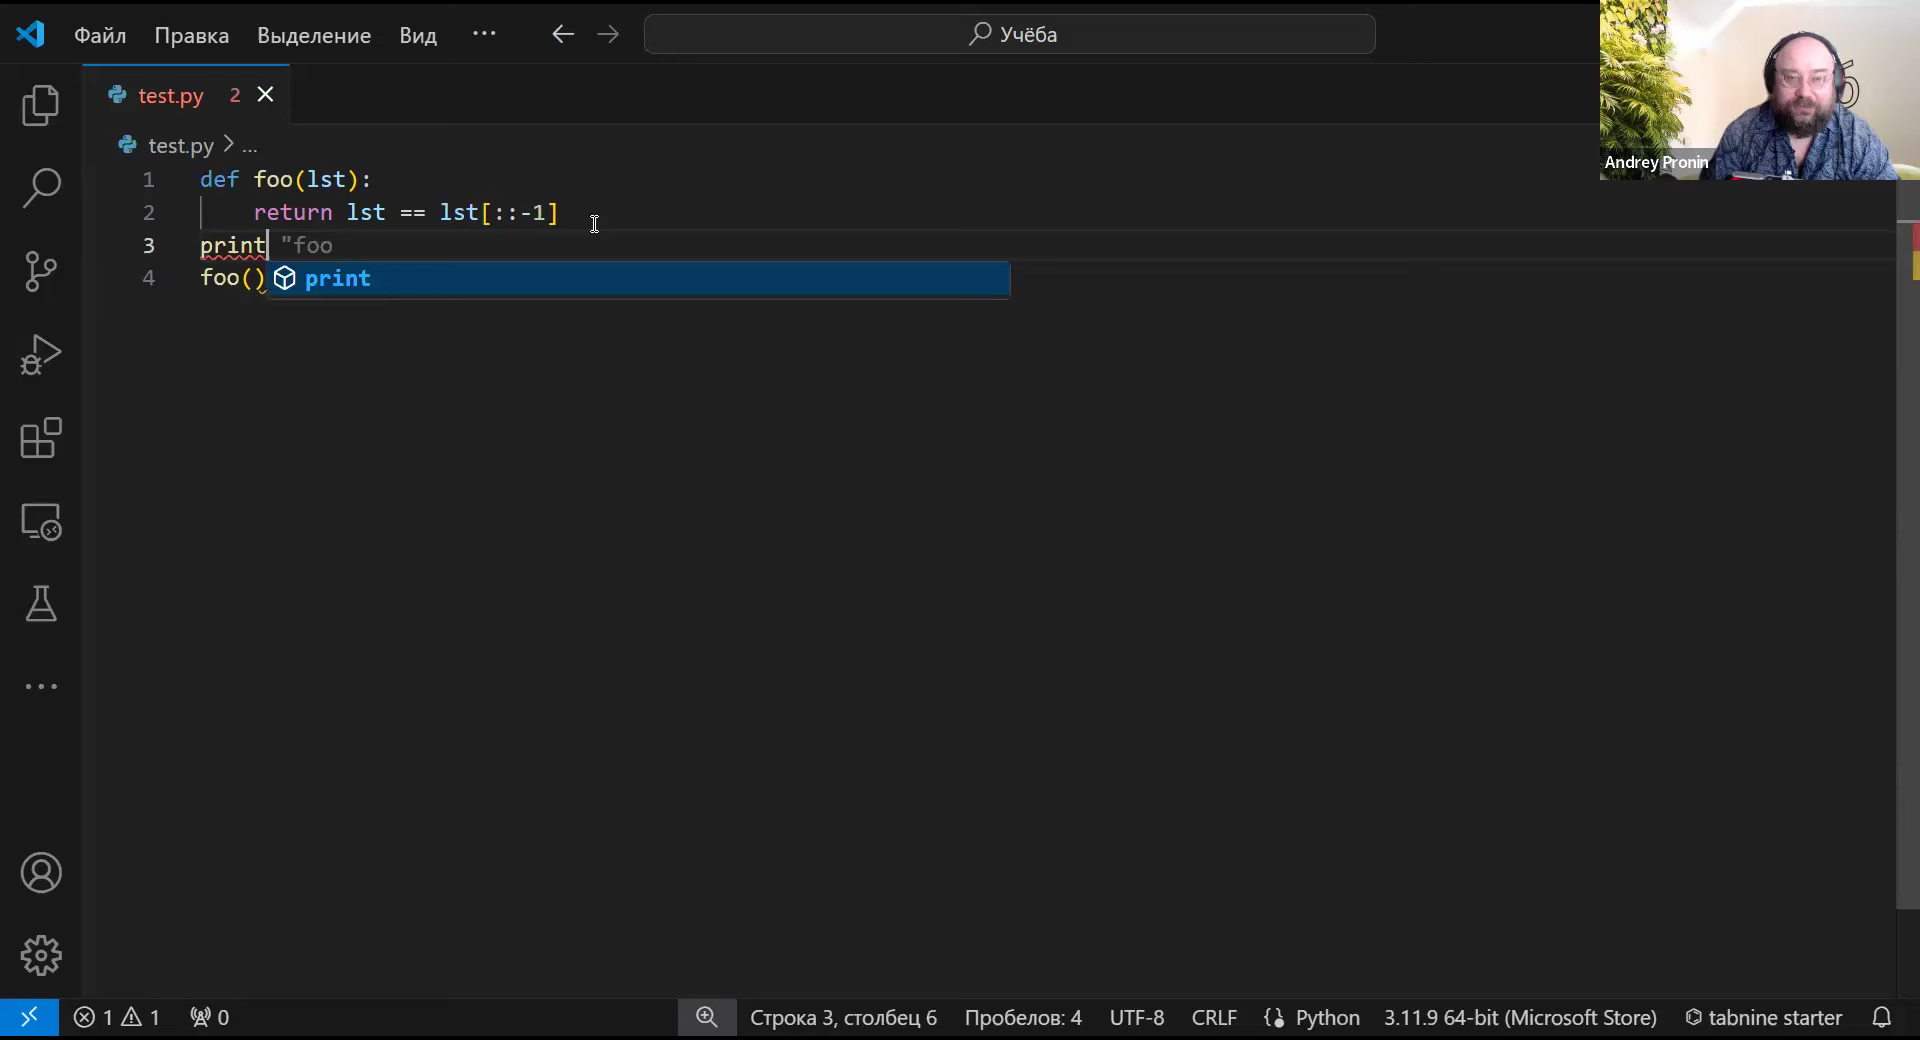 Файл Правка Выделение Вид ... Учёба
test.py 2
test.py > ...
Andrey Pronin
1 def foo(lst):
2     return lst == lst[::-1]
3 print "foo
4 foo() print
1 1 0 Строка 3, столбец 6 Пробелов: 4 UTF-8 CRLF Python 3.11.9 64-bit (Microsoft Store) tabnine starter